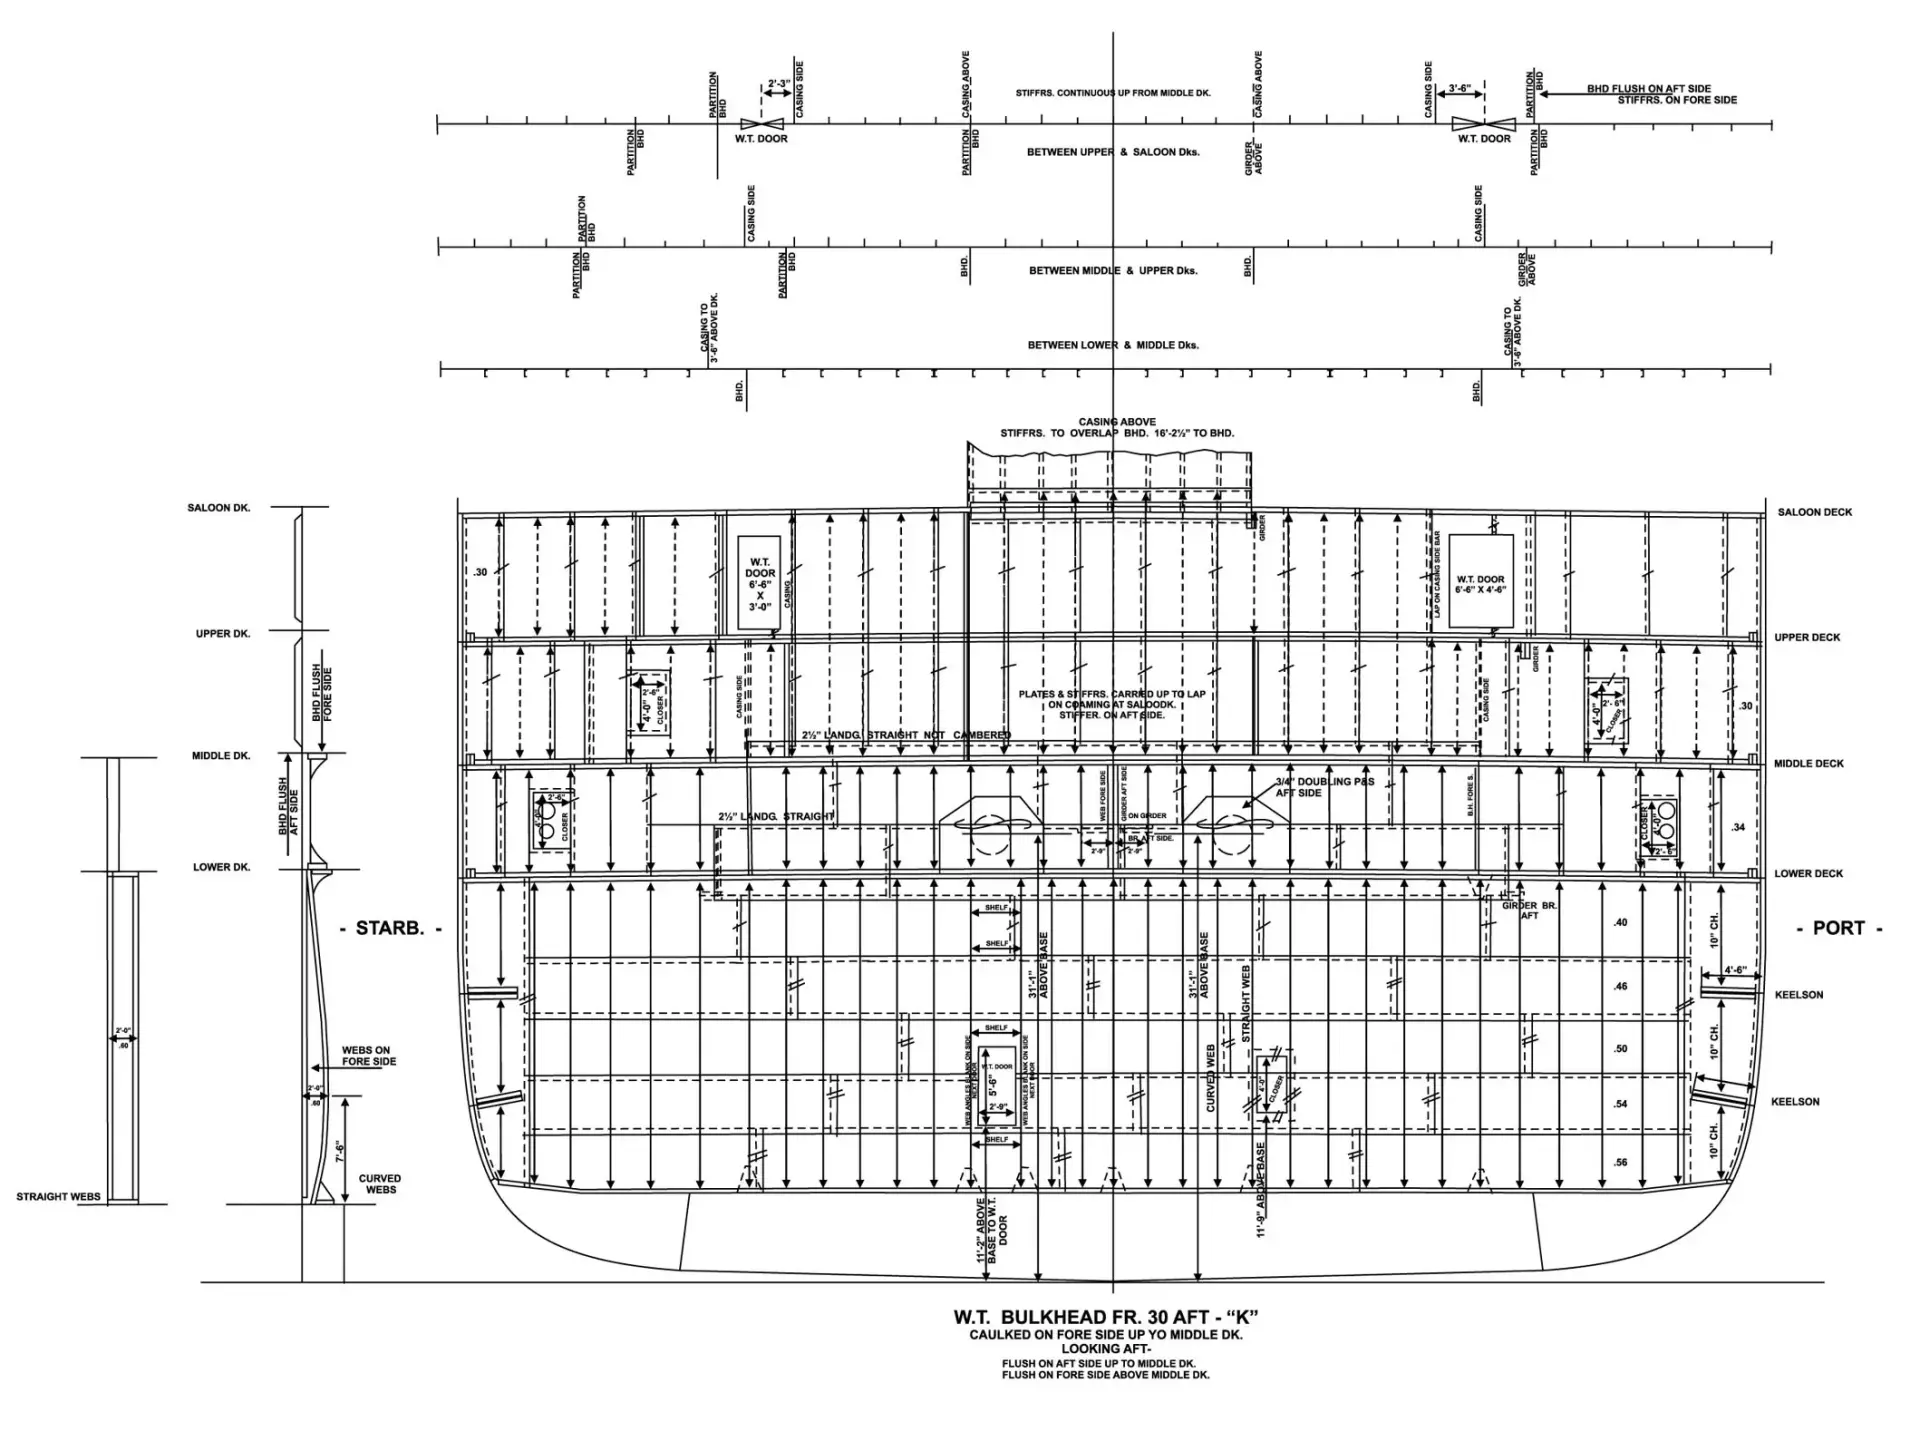 PARTITION
BHD
2'-3"
CASING SIDE
CASING ABOVE
STIFFRS. CONTINUOUS UP FROM MIDDLE DK.
CASING ABOVE
CASING SIDE
3'-6"
PARTITION
BHD
BHD FLUSH ON AFT SIDE
STIFFRS. ON FORE SIDE
PARTITION
BHD
W.T. DOOR
PARTITION
BHD
BETWEEN UPPER & SALOON Dks.
GIRDER
ABOVE
W.T. DOOR
PARTITION
BHD
PARTITION
BHD
CASING SIDE
CASING SIDE
PARTITION
BHD
PARTITION
BHD
BHD.
BETWEEN MIDDLE & UPPER Dks.
BHD.
GIRDER
ABOVE
CASING TO
3'-6" ABOVE DK.
BETWEEN LOWER & MIDDLE Dks.
CASING TO
3'-6" ABOVE DK.
BHD.
BHD.
CASING ABOVE
STIFFRS. TO OVERLAP BHD. 16'-2½" TO BHD.
SALOON DK.
SALOON DECK
GIRDER
LAP ON CASING SIDE BAR
.30
W.T.
DOOR
6'-6"
X
3'-0"
CASING
W.T. DOOR
6'-6" X 4'-6"
UPPER DK.
UPPER DECK
BHD FLUSH
FORE SIDE
GIRDER
CASING SIDE
2'-6"
4'-0"
CLOSER
PLATES & STFFRS. CARRIED UP TO LAP
ON COAMING AT SALOODK.
STIFFER. ON AFT SIDE.
CASING SIDE
2'-6"
4'-0"
CLOSER
.30
2½" LANDG. STRAIGHT NOT CAMBERED
MIDDLE DK.
MIDDLE DECK
BHD FLUSH
AFT SIDE
2'-6"
4'-0"
CLOSER
2½" LANDG. STRAIGHT
WEB FORE SIDE
GIRDER AFT SIDE
ON GIRDER
BR. AFT SIDE.
2'-9"
2'-9"
3/4" DOUBLING P&S
AFT SIDE
B.H. FORE S.
CLOSER
4'-0"
2'-6"
.34
LOWER DK.
LOWER DECK
- STARB. -
- PORT -
SHELF
SHELF
GIRDER BR.
AFT
.40
10" CH.
31'-1"
ABOVE BASE
31'-1"
ABOVE BASE
4'-6"
.46
KEELSON
STRAIGHT WEB
2'-0"
.60
WEBS ON
FORE SIDE
SHELF
WEB ANGLES BLANK ON SIDE
NEXT DOOR
W.T. DOOR
5'-6"
2'-9"
WEB ANGLES BLANK ON SIDE
NEXT DOOR
CURVED WEB
4'-0"
CLOSER
.50
10" CH.
2'-0"
.60
.54
KEELSON
7'-6"
SHELF
10" CH.
.56
CURVED
WEBS
STRAIGHT WEBS
11'-2" ABOVE
BASE TO W.T.
DOOR
11'-9" ABOVE BASE
W.T. BULKHEAD FR. 30 AFT - “K”
CAULKED ON FORE SIDE UP YO MIDDLE DK.
LOOKING AFT-
FLUSH ON AFT SIDE UP TO MIDDLE DK.
FLUSH ON FORE SIDE ABOVE MIDDLE DK.